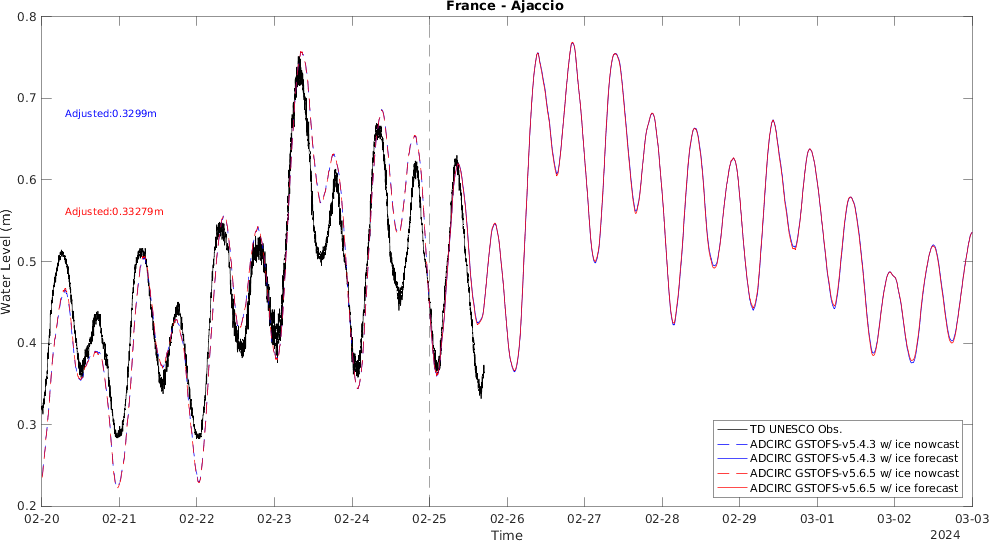 France - Ajaccio
0.8
0.7
0.6
0.5
0.4
0.3
0.2
Water Level (m)
Adjusted:0.3299m
Adjusted:0.33279m
TD UNESCO Obs.
ADCIRC GSTOFS-v5.4.3 w/ ice nowcast
ADCIRC GSTOFS-v5.4.3 w/ ice forecast
ADCIRC GSTOFS-v5.6.5 w/ ice nowcast
ADCIRC GSTOFS-v5.6.5 w/ ice forecast
02-20 02-21 02-22 02-23 02-24 02-25 02-26 02-27 02-28 02-29 03-01 03-02 03-03
Time
2024